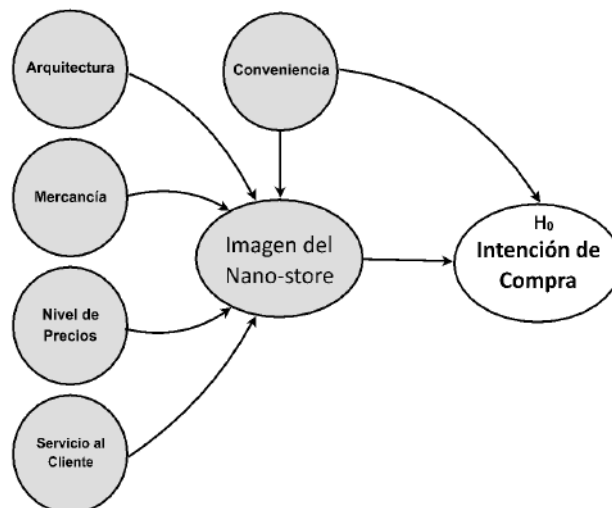 Arquitectura
Conveniencia
Mercancía
Imagen del
Nano-store
H₀
Intención de
Compra
Nivel de
Precios
Servicio al
Cliente